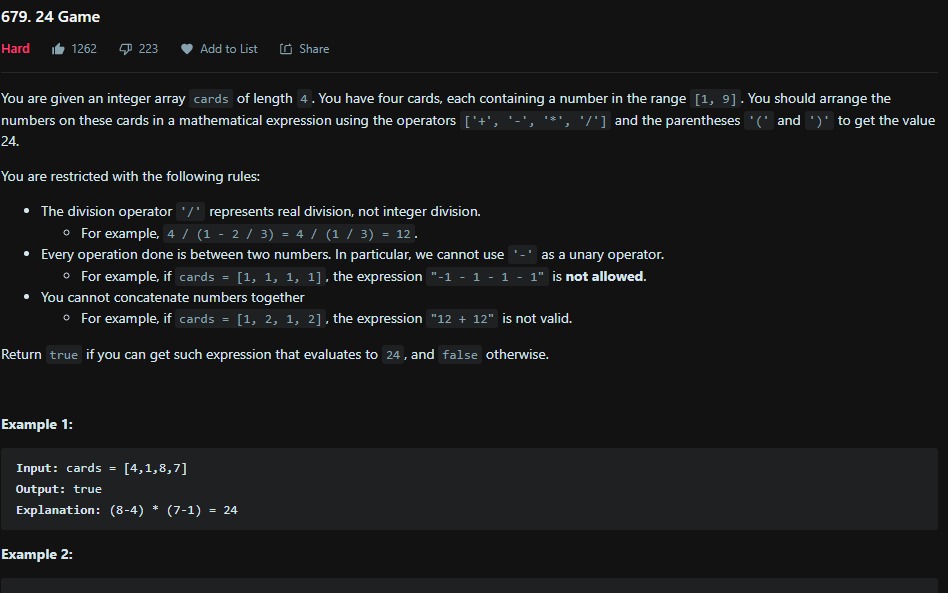 679. 24 Game
Hard 1262 223 Add to List Share
You are given an integer array cards of length 4. You have four cards, each containing a number in the range [1, 9]. You should arrange the
numbers on these cards in a mathematical expression using the operators ['+', '-', '*', '/'] and the parentheses '(' and ')' to get the value
24.
You are restricted with the following rules:
• The division operator '/' represents real division, not integer division.
◦ For example, 4 / (1 - 2 / 3) = 4 / (1 / 3) = 12.
• Every operation done is between two numbers. In particular, we cannot use '-' as a unary operator.
◦ For example, if cards = [1, 1, 1, 1], the expression "-1 - 1 - 1 - 1" is not allowed.
• You cannot concatenate numbers together
◦ For example, if cards = [1, 2, 1, 2], the expression "12 + 12" is not valid.
Return true if you can get such expression that evaluates to 24, and false otherwise.
Example 1:
Input: cards = [4,1,8,7]
Output: true
Explanation: (8-4) * (7-1) = 24
Example 2: